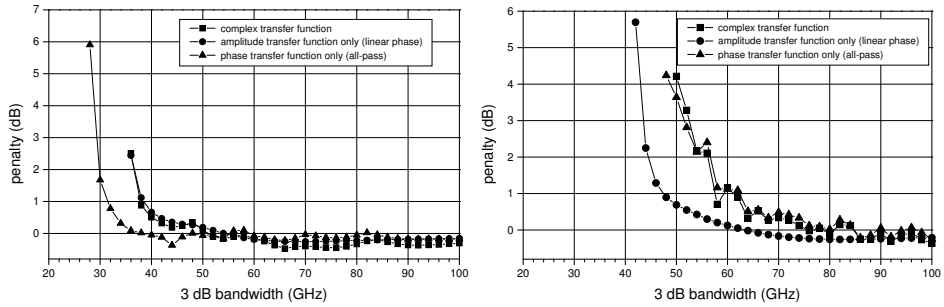 7
6
5
4
3
2
1
0
penalty (dB)
complex transfer function
amplitude transfer function only (linear phase)
phase transfer function only (all-pass)
20 30 40 50 60 70 80 90 100
3 dB bandwidth (GHz)
6
5
4
3
2
1
0
penalty (dB)
complex transfer function
amplitude transfer function only (linear phase)
phase transfer function only (all-pass)
20 30 40 50 60 70 80 90 100
3 dB bandwidth (GHz)